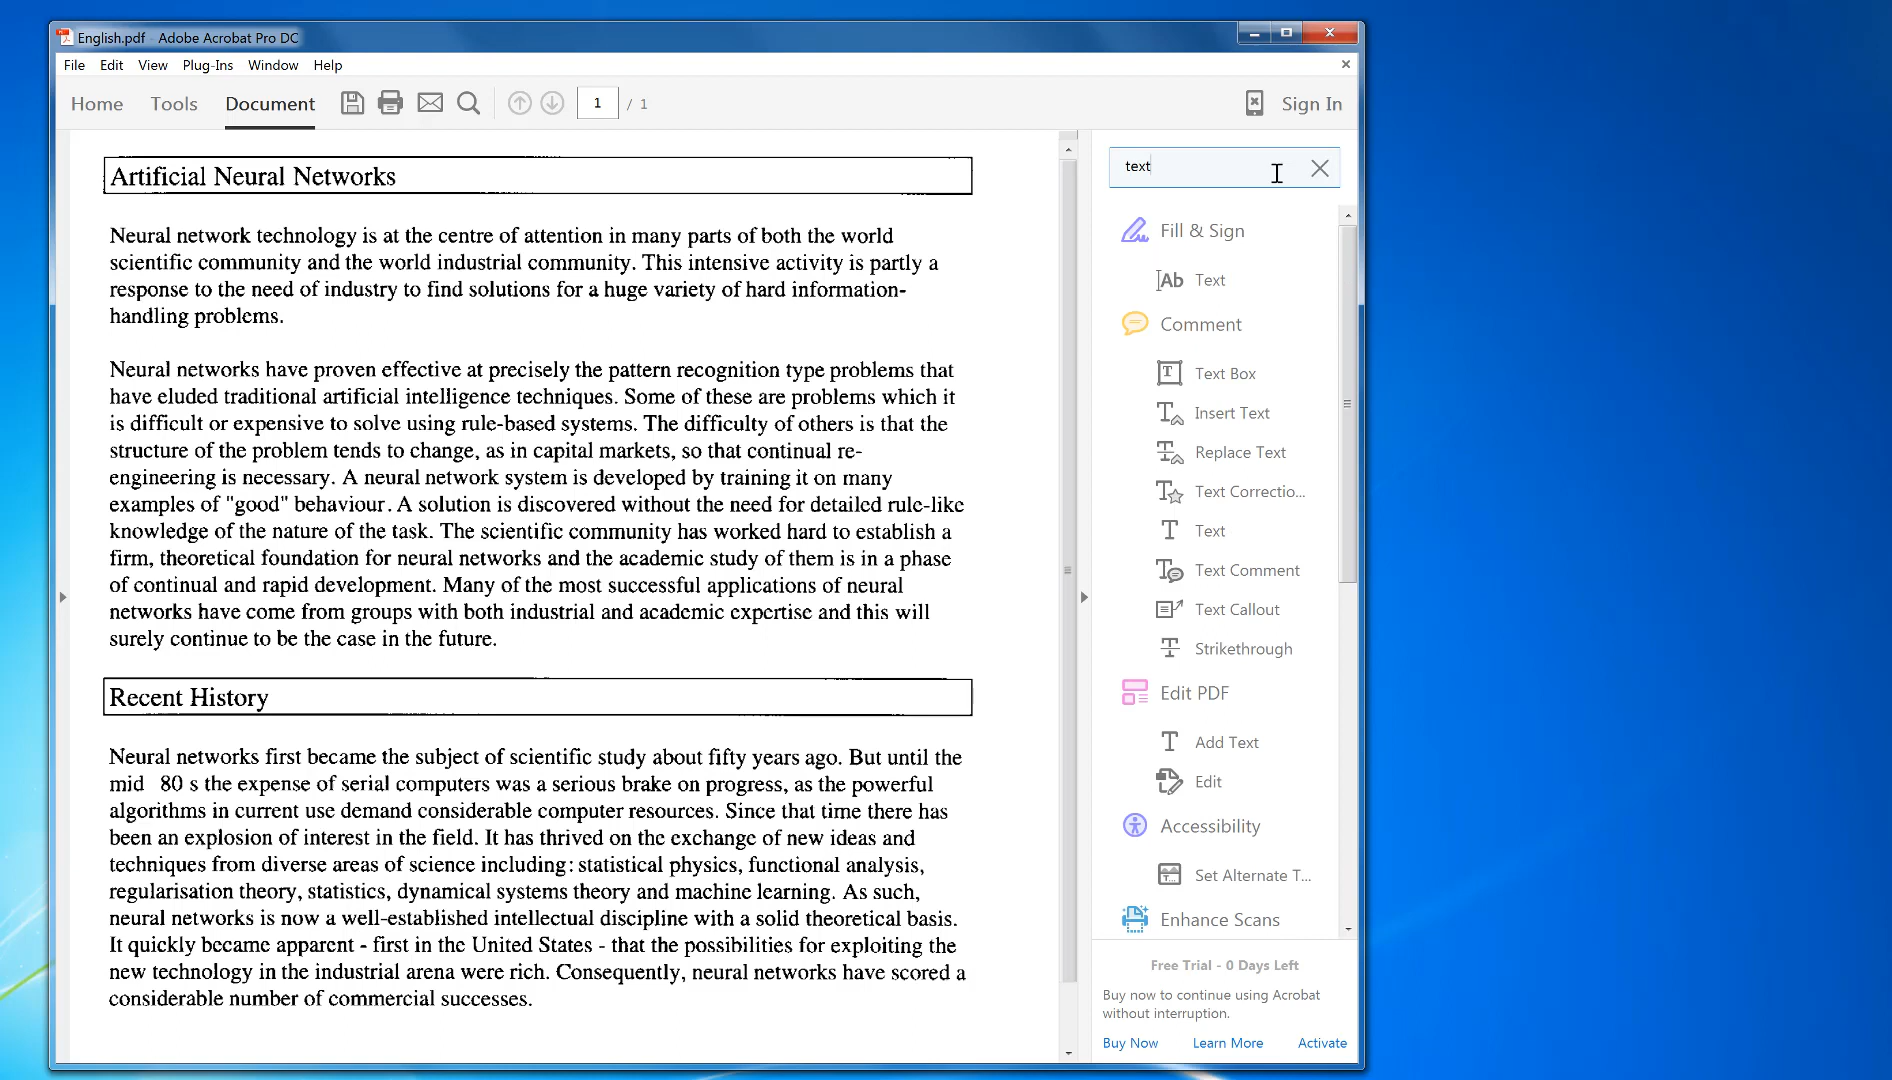 English.pdf - Adobe Acrobat Pro DC
File Edit View Plug-Ins Window Help
Home Tools Document 1 / 1 Sign In
Artificial Neural Networks
Neural network technology is at the centre of attention in many parts of both the world
scientific community and the world industrial community. This intensive activity is partly a
response to the need of industry to find solutions for a huge variety of hard information-
handling problems.
Neural networks have proven effective at precisely the pattern recognition type problems that
have eluded traditional artificial intelligence techniques. Some of these are problems which it
is difficult or expensive to solve using rule-based systems. The difficulty of others is that the
structure of the problem tends to change, as in capital markets, so that continual re-
engineering is necessary. A neural network system is developed by training it on many
examples of "good" behaviour. A solution is discovered without the need for detailed rule-like
knowledge of the nature of the task. The scientific community has worked hard to establish a
firm, theoretical foundation for neural networks and the academic study of them is in a phase
of continual and rapid development. Many of the most successful applications of neural
networks have come from groups with both industrial and academic expertise and this will
surely continue to be the case in the future.
Recent History
Neural networks first became the subject of scientific study about fifty years ago. But until the
mid 80 s the expense of serial computers was a serious brake on progress, as the powerful
algorithms in current use demand considerable computer resources. Since that time there has
been an explosion of interest in the field. It has thrived on the exchange of new ideas and
techniques from diverse areas of science including: statistical physics, functional analysis,
regularisation theory, statistics, dynamical systems theory and machine learning. As such,
neural networks is now a well-established intellectual discipline with a solid theoretical basis.
It quickly became apparent - first in the United States - that the possibilities for exploiting the
new technology in the industrial arena were rich. Consequently, neural networks have scored a
considerable number of commercial successes.
text
Fill & Sign
Ab Text
Comment
Text Box
Insert Text
Replace Text
Text Correctio...
Text
Text Comment
Text Callout
Strikethrough
Edit PDF
Add Text
Edit
Accessibility
Set Alternate T...
Enhance Scans
Free Trial - 0 Days Left
Buy now to continue using Acrobat
without interruption.
Buy Now Learn More Activate